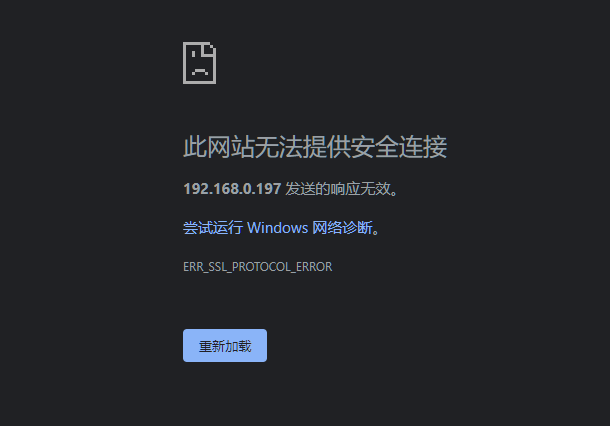 此网站无法提供安全连接
192.168.0.197 发送的响应无效。
尝试运行 Windows 网络诊断。
ERR_SSL_PROTOCOL_ERROR
重新加载